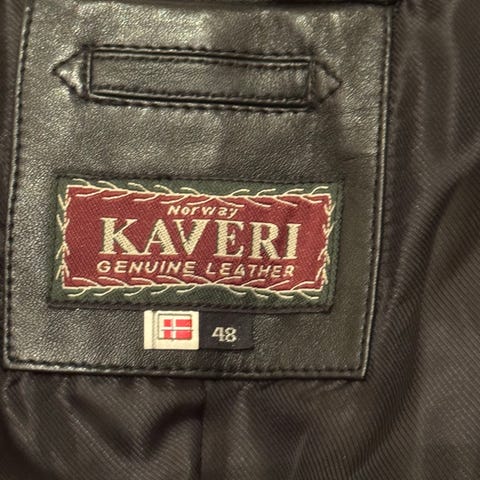 Norway
KAVERI
GENUINE LEATHER
48